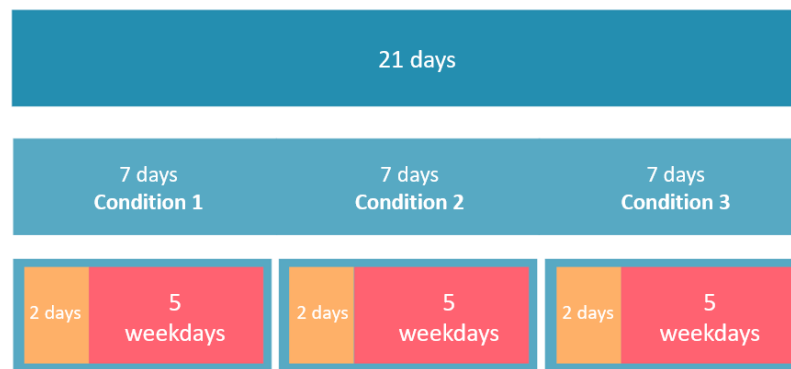 21 days
7 days
Condition 1
7 days
Condition 2
7 days
Condition 3
2 days
5
weekdays
2 days
5
weekdays
2 days
5
weekdays